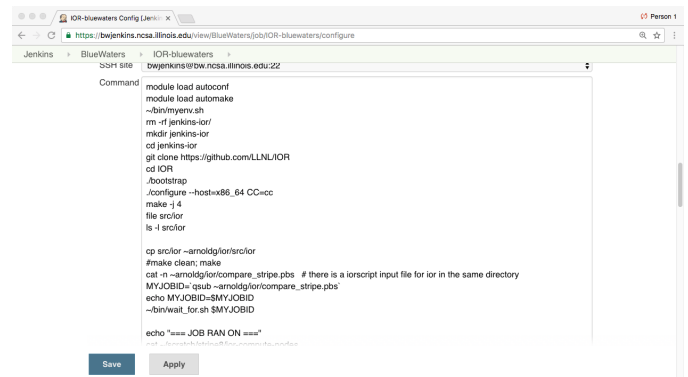 IOR-bluewaters Config [Jenkin
Person 1
https://bwjenkins.ncsa.illinois.edu/view/BlueWaters/job/IOR-bluewaters/configure
Jenkins BlueWaters IOR-bluewaters
SSH site bwjenkins@bw.ncsa.illinois.edu:22
Command
module load autoconf
module load automake
~/bin/myenv.sh
rm -rf jenkins-ior/
mkdir jenkins-ior
cd jenkins-ior
git clone https://github.com/LLNL/IOR
cd IOR
./bootstrap
./configure --host=x86_64 CC=cc
make -j 4
file src/ior
ls -l src/ior
cp src/ior ~arnoldg/ior/src/ior
#make clean; make
cat -n ~arnoldg/ior/compare_stripe.pbs # there is a iorscript input file for ior in the same directory
MYJOBID=`qsub ~arnoldg/ior/compare_stripe.pbs`
echo MYJOBID=$MYJOBID
~/bin/wait_for.sh $MYJOBID
echo "=== JOB RAN ON ==="
Save Apply